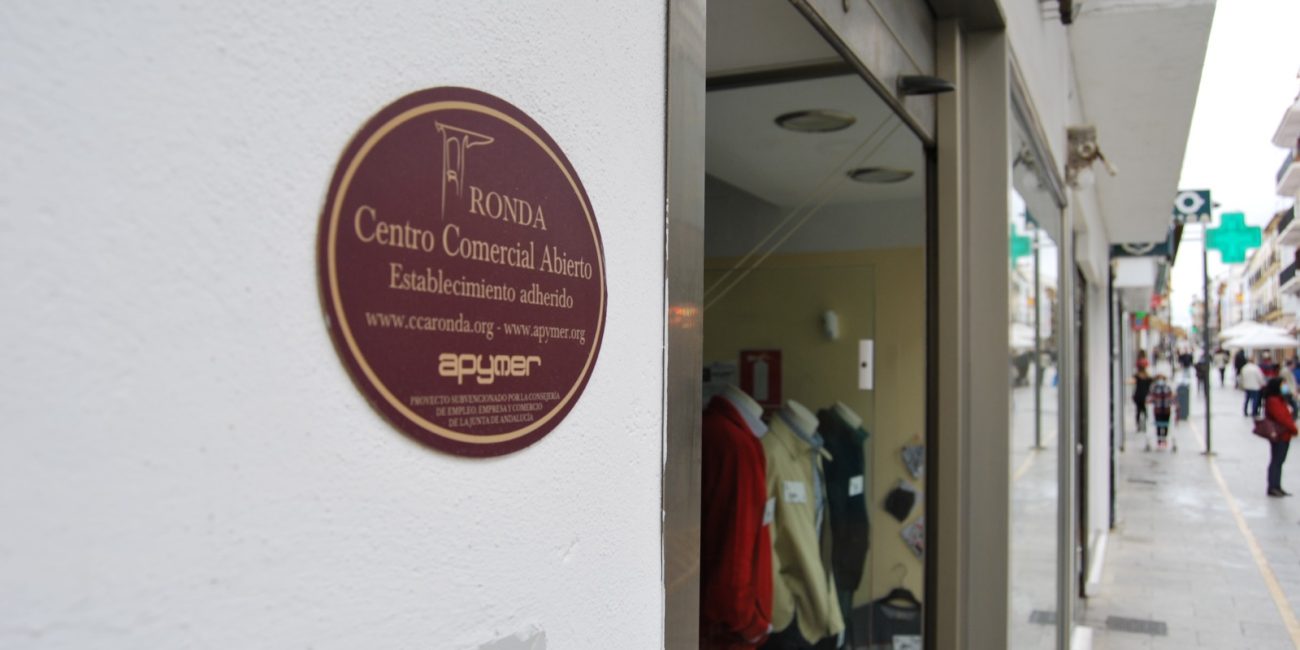 RONDA
Centro Comercial Abierto
Establecimiento adherido
www.ccaronda.org - www.apymer.org
apymer
PROYECTO SUBVENCIONADO POR LA CONSEJERÍA
DE EMPLEO, EMPRESA Y COMERCIO
DE LA JUNTA DE ANDALUCÍA